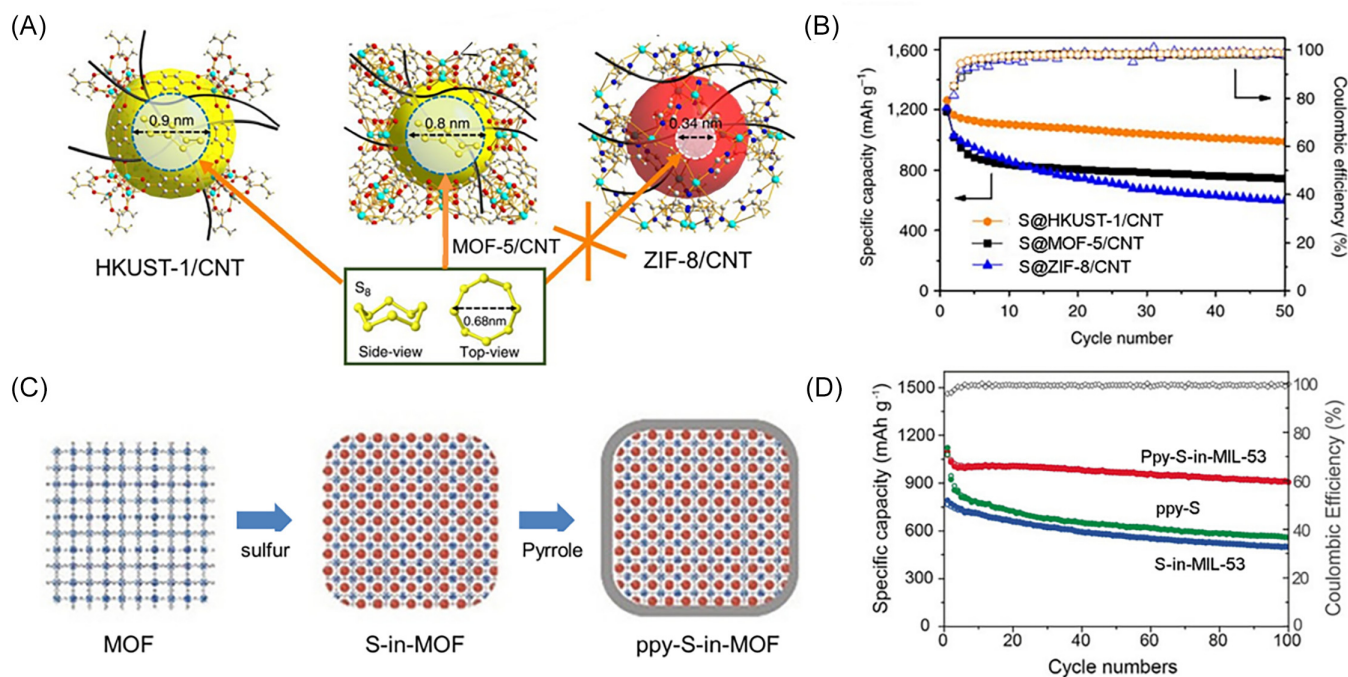 (A)
0.9 nm
0.8 nm
0.34 nm
HKUST-1/CNT
MOF-5/CNT
ZIF-8/CNT
S8
0.68nm
Side-view
Top-view
(B)
Specific capacity (mAh g⁻¹)
1,600
1,200
800
400
0
100
80
60
40
20
0
Coulombic efficiency (%)
S@HKUST-1/CNT
S@MOF-5/CNT
S@ZIF-8/CNT
0 10 20 30 40 50
Cycle number
(C)
sulfur
Pyrrole
MOF
S-in-MOF
ppy-S-in-MOF
(D)
Specific capacity (mAh g⁻¹)
1500
1200
900
600
300
0
100
80
60
40
20
0
Coulombic Efficiency (%)
Ppy-S-in-MIL-53
ppy-S
S-in-MIL-53
0 20 40 60 80 100
Cycle numbers